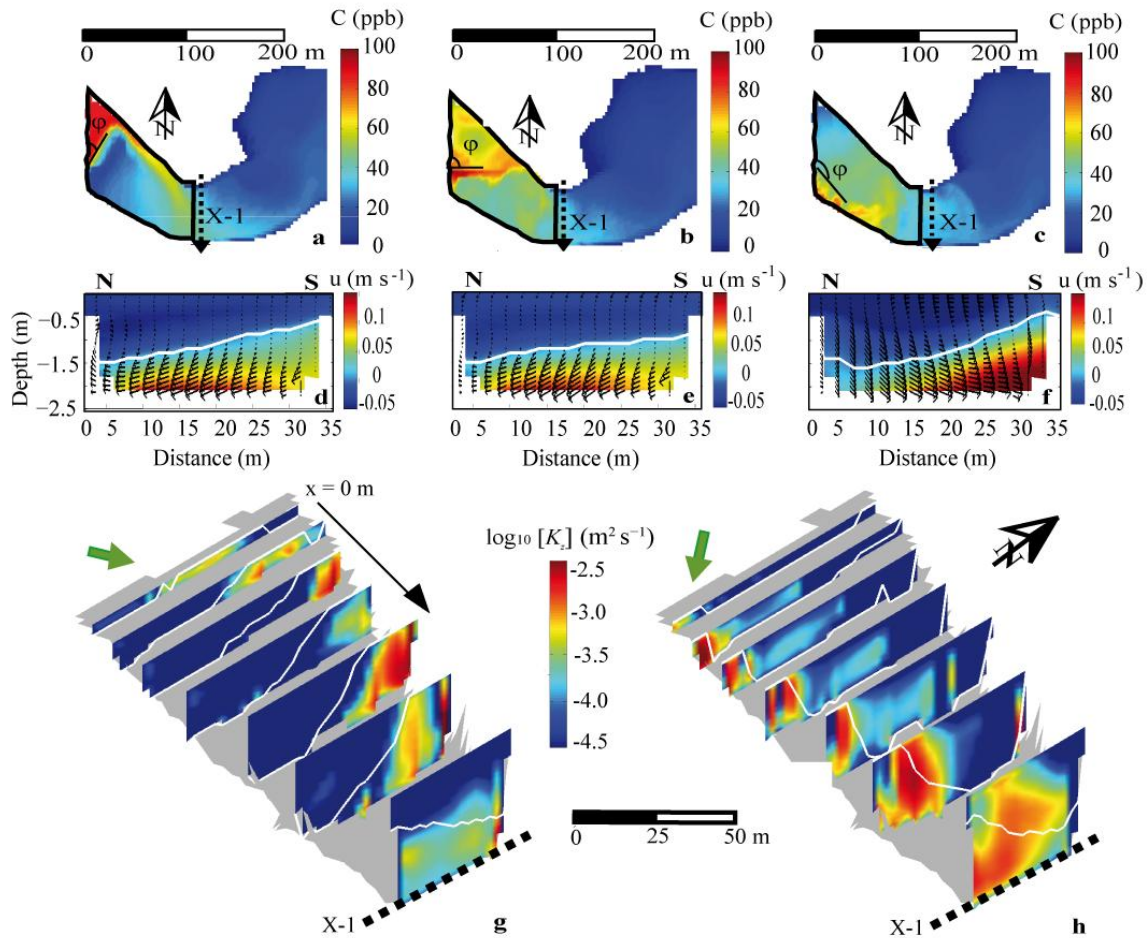 C (ppb)
0 100 200 m
100
80
60
40
20
0
N
φ
X-1
a
C (ppb)
0 100 200 m
100
80
60
40
20
0
N
φ
X-1
b
C (ppb)
0 100 200 m
100
80
60
40
20
0
N
φ
X-1
c
N S u (m s⁻¹)
0.1
0.05
0
-0.05
d
u (m s⁻¹)
0.1
0.05
0
-0.05
e
N S u (m s⁻¹)
0.1
0.05
0
-0.05
f
Depth (m)
-0.5
-1.5
-2.5
0 5 10 15 20 25 30 35
Distance (m)
0 5 10 15 20 25 30 35
Distance (m)
0 5 10 15 20 25 30 35
Distance (m)
x = 0 m
log₁₀ [Kz] (m² s⁻¹)
-2.5
-3.0
-3.5
-4.0
-4.5
N
0 25 50 m
X-1
g
X-1
h